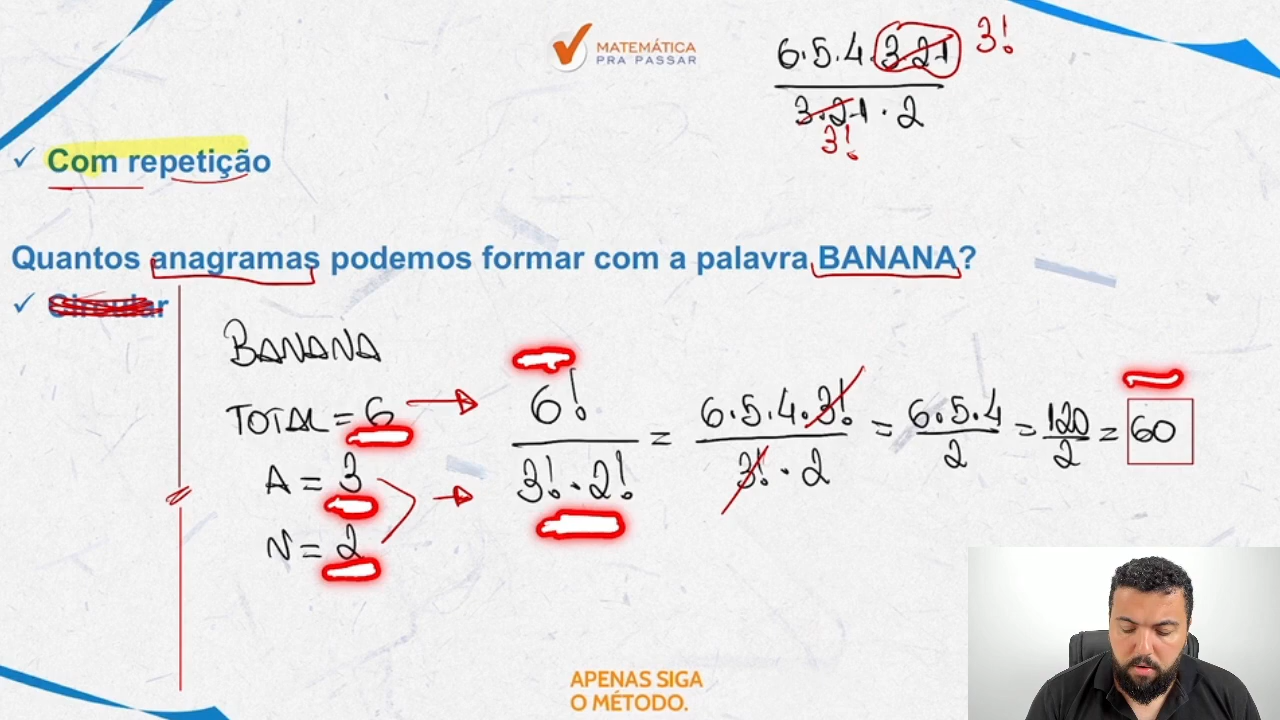 MATEMÁTICA
PRA PASSAR
6.5.4.3.2.1 3!
3.2.1.2
3!
✓ Com repetição
Quantos anagramas podemos formar com a palavra BANANA?
✓ Circular
BANANA
TOTAL = 6 → 6! / 3!.2! = 6.5.4.3! / 3!.2 = 6.5.4 / 2 = 120 / 2 = 60
A = 3
N = 2
APENAS SIGA
O MÉTODO.